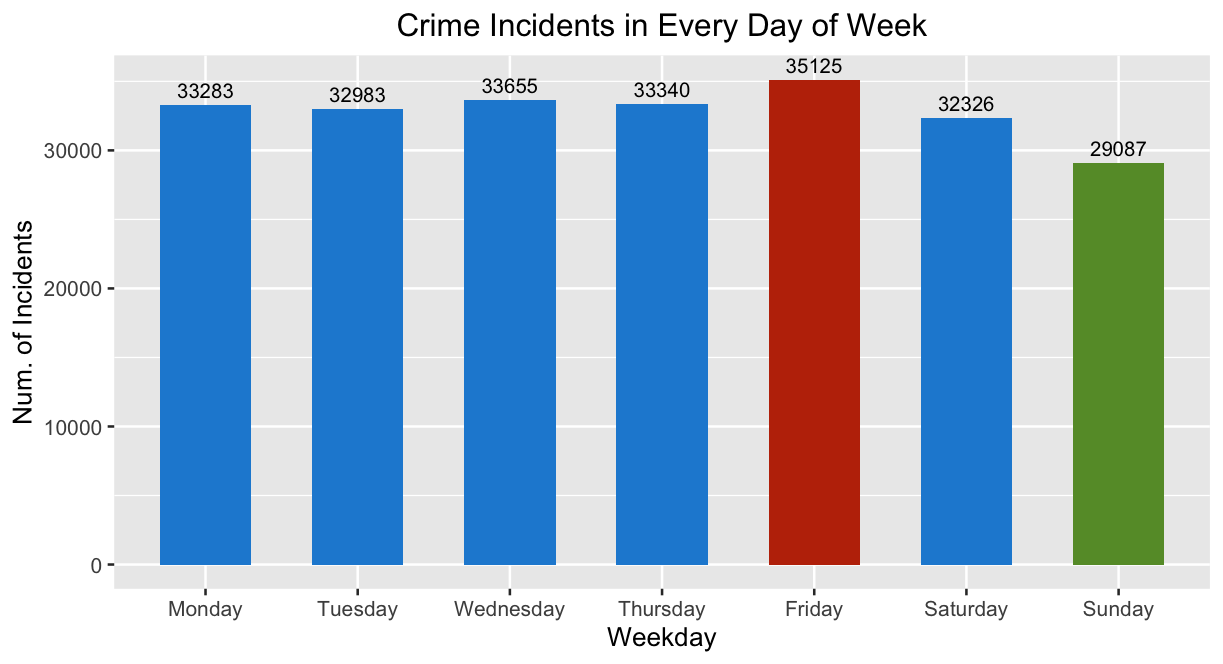 Crime Incidents in Every Day of Week
Num. of Incidents
30000
20000
10000
0
33283
32983
33655
33340
35125
32326
29087
Monday
Tuesday
Wednesday
Thursday
Friday
Saturday
Sunday
Weekday